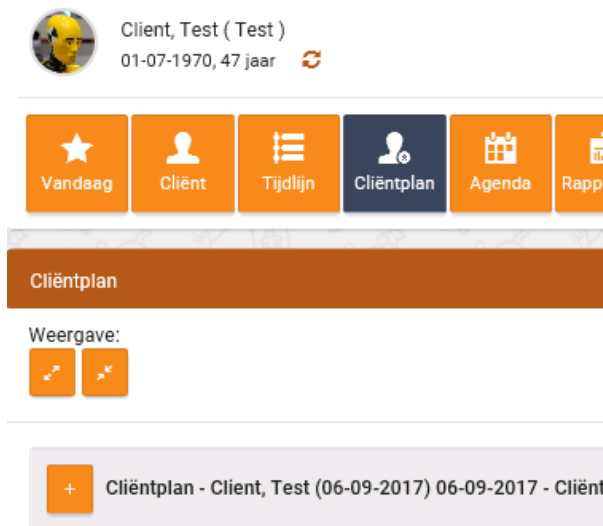 Client, Test ( Test )
01-07-1970, 47 jaar
Vandaag
Cliënt
Tijdlijn
Cliëntplan
Agenda
Rapp
Cliëntplan
Weergave:
Cliëntplan - Client, Test (06-09-2017) 06-09-2017 - Cliënt